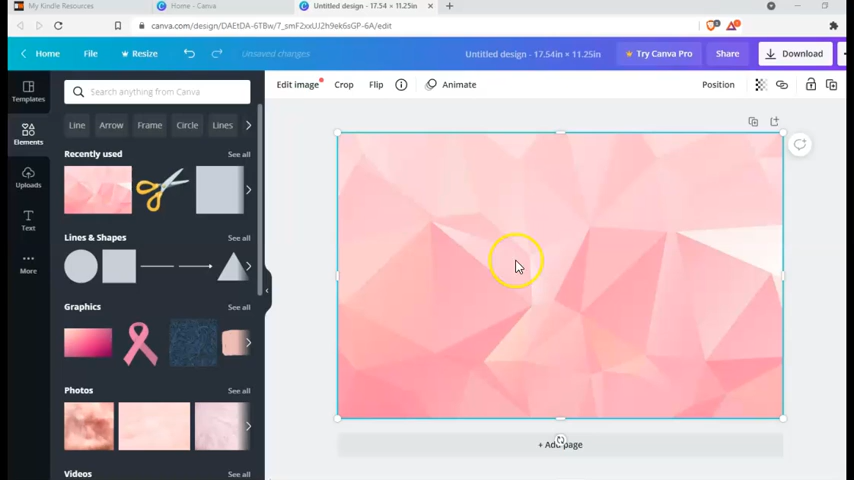 My Kindle Resources
Home - Canva
Untitled design - 17.54 × 11.25in
canva.com/design/DAEtDA-6TBw/7_smF2xxUJ2h9ek6sGP-6A/edit
Home
File
Resize
Unsaved changes
Untitled design - 17.54in × 11.25in
Try Canva Pro
Share
Download
Templates
Elements
Uploads
Text
More
Search anything from Canva
Line
Arrow
Frame
Circle
Lines
Recently used
See all
Lines & Shapes
See all
Graphics
See all
Photos
See all
Videos
See all
Edit image
Crop
Flip
Animate
Position
+ Add page